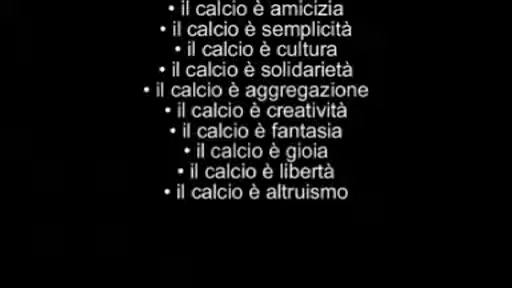 • il calcio è amicizia
• il calcio è semplicità
• il calcio è cultura
• il calcio è solidarietà
• il calcio è aggregazione
• il calcio è creatività
• il calcio è fantasia
• il calcio è gioia
• il calcio è libertà
• il calcio è altruismo